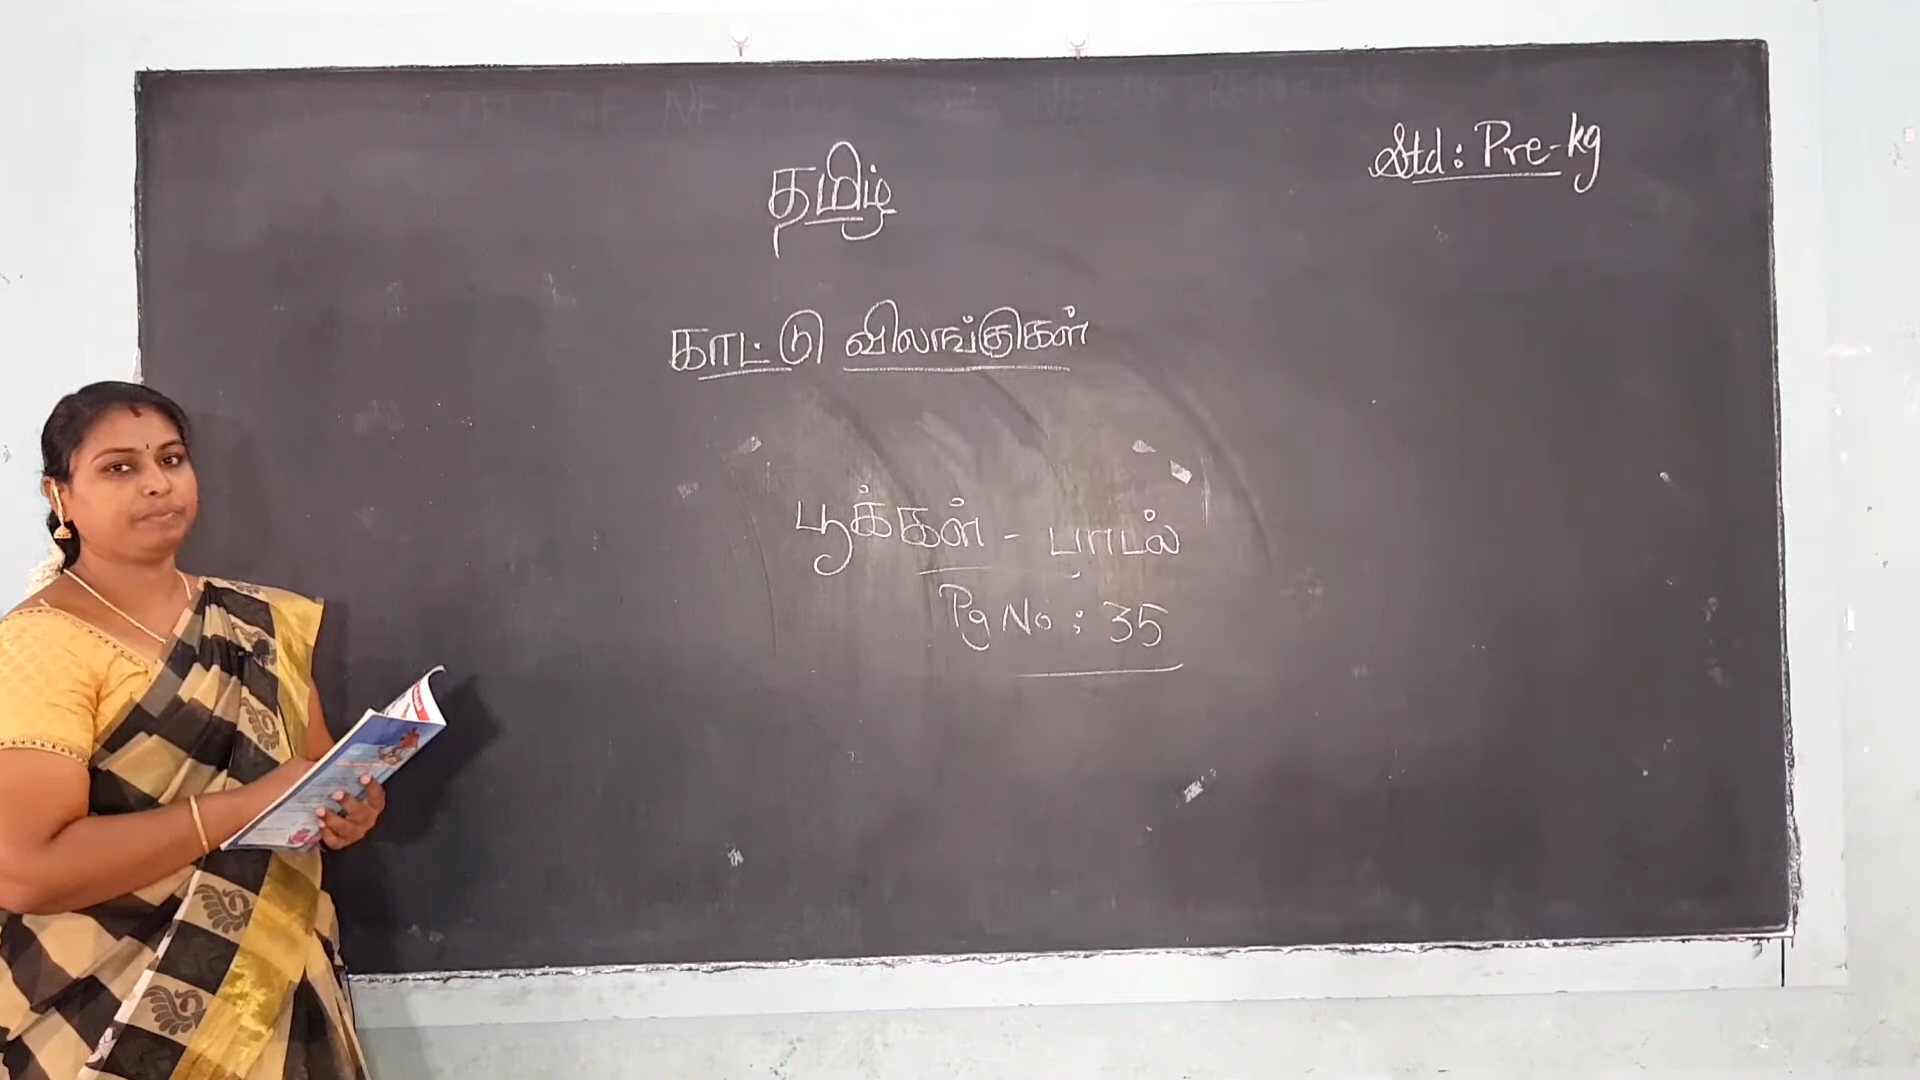 Std: Pre-kg
தமிழ்
காட்டு விலங்குகள்
பூக்கள் - பாடல்
Pg No: 35